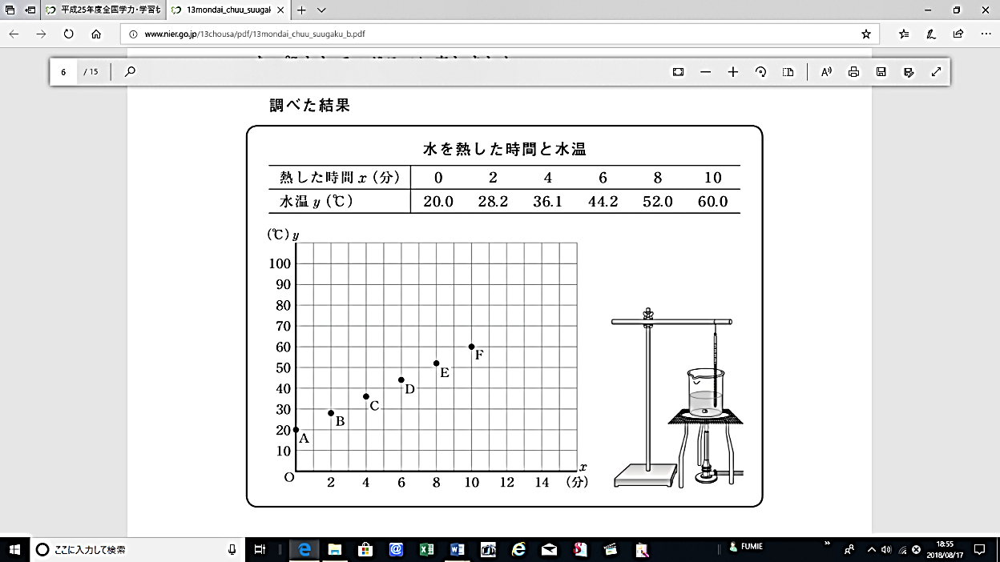 平成25年度全国学力・学習
13mondai_chuu_suugal
www.nier.go.jp/13chousa/pdf/13mondai_chuu_suugaku_b.pdf
6 / 15
調べた結果
水を熱した時間と水温
熱した時間 x (分) 0 2 4 6 8 10
水温 y (℃) 20.0 28.2 36.1 44.2 52.0 60.0
(℃) y
100
90
80
70
60
50
40
30
20
10
A
B
C
D
E
F
O 2 4 6 8 10 12 14 (分)
x
ここに入力して検索
FUMIE
18:55
2018/08/17